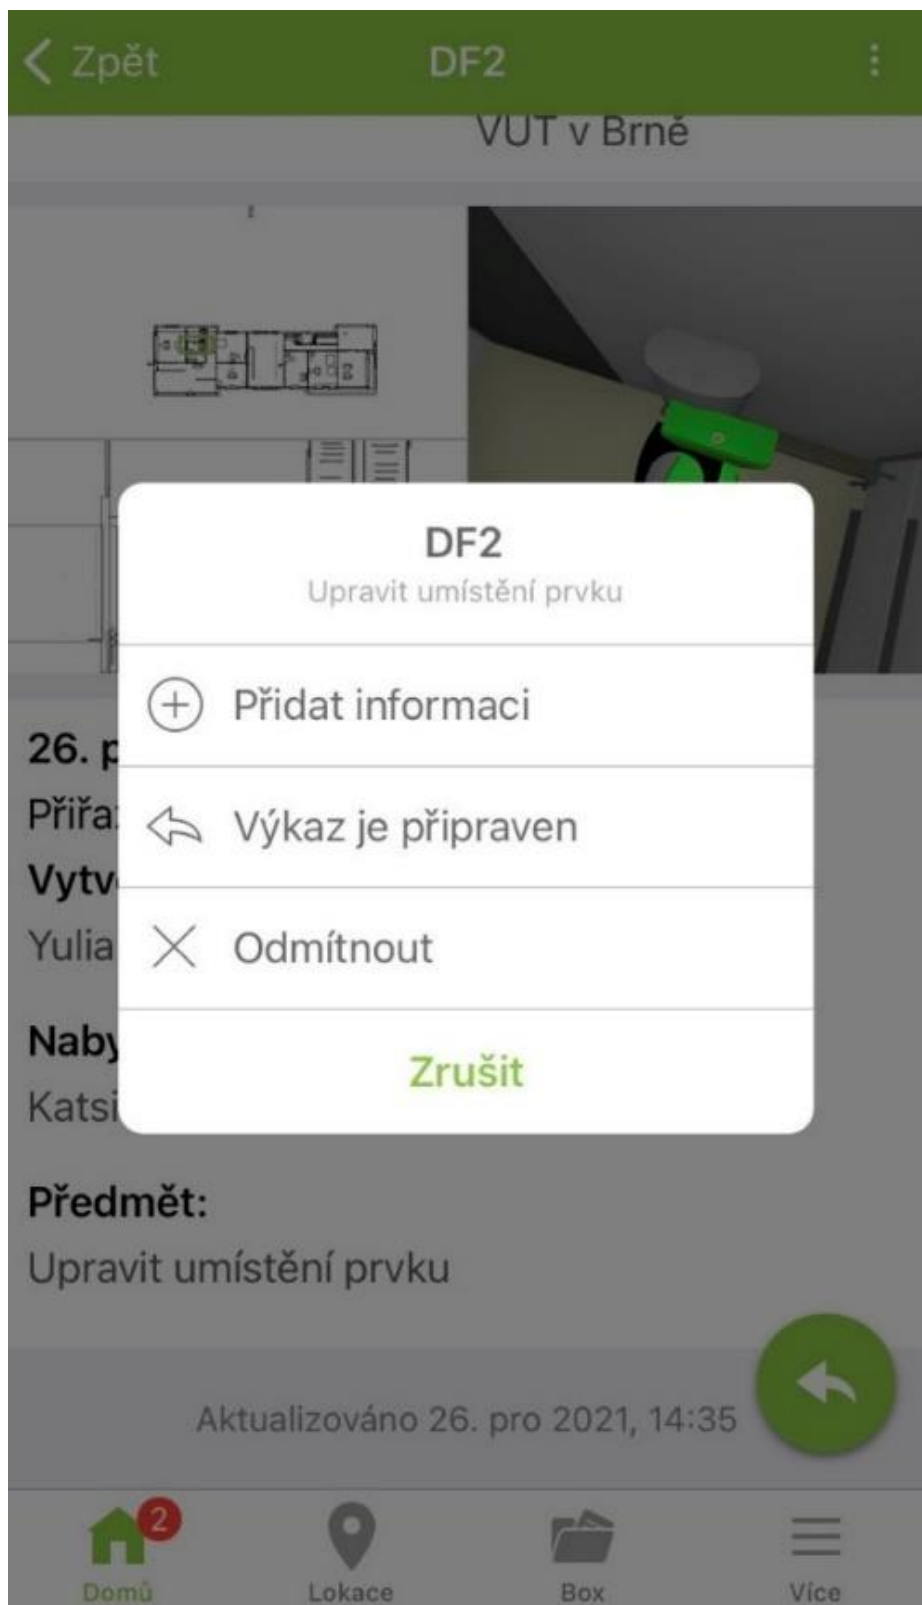 Zpět
DF2
VUT v Brně
DF2
Upravit umístění prvku
Přidat informaci
26. p
Přiřa
Výkaz je připraven
Vytv
Yulia
Odmítnout
Naby
Zrušit
Katsi
Předmět:
Upravit umístění prvku
Aktualizováno 26. pro 2021, 14:35
2
Domů
Lokace
Box
Více